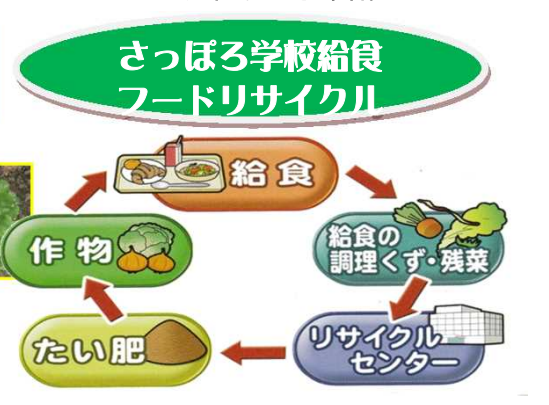 さっぽろ学校給食
フードリサイクル
給食
給食の
調理くず・残菜
リサイクル
センター
たい肥
作物